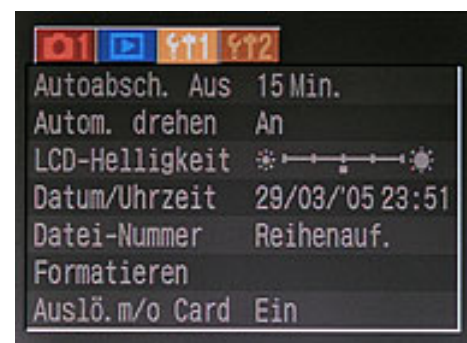 1 1 2
Autoabsch. Aus 15 Min.
Autom. drehen An
LCD-Helligkeit
Datum/Uhrzeit 29/03/'05 23:51
Datei-Nummer Reihenauf.
Formatieren
Auslö.m/o Card Ein